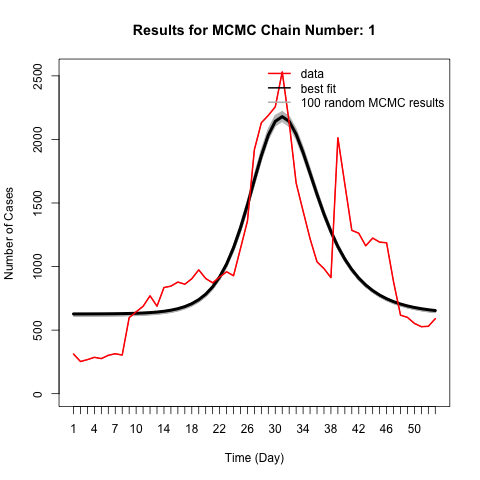 Results for MCMC Chain Number: 1
data
best fit
100 random MCMC results
Number of Cases
2500
2000
1500
1000
500
0
1 4 7 10 14 18 22 26 30 34 38 42 46 50
Time (Day)